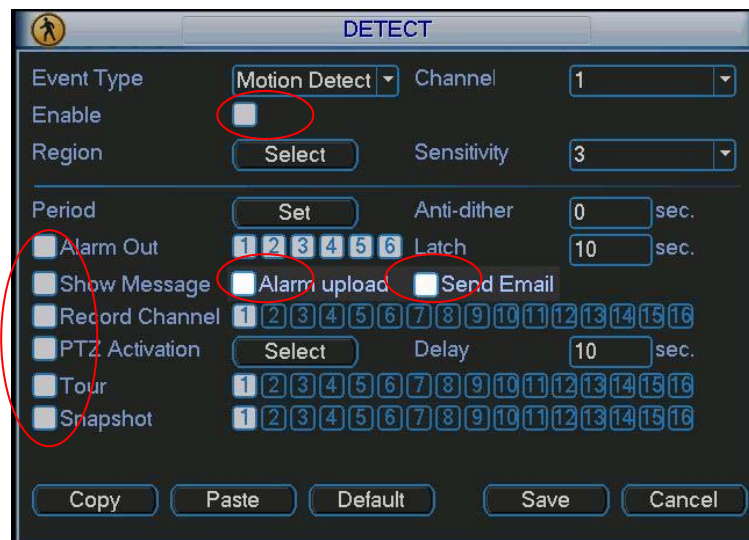 DETECT
Event Type Motion Detect Channel 1
Enable
Region Select Sensitivity 3
Period Set Anti-dither 0 sec.
Alarm Out 1 2 3 4 5 6 Latch 10 sec.
Show Message Alarm upload Send Email
Record Channel 1 2 3 4 5 6 7 8 9 10 11 12 13 14 15 16
PTZ Activation Select Delay 10 sec.
Tour 1 2 3 4 5 6 7 8 9 10 11 12 13 14 15 16
Snapshot 1 2 3 4 5 6 7 8 9 10 11 12 13 14 15 16
Copy Paste Default Save Cancel